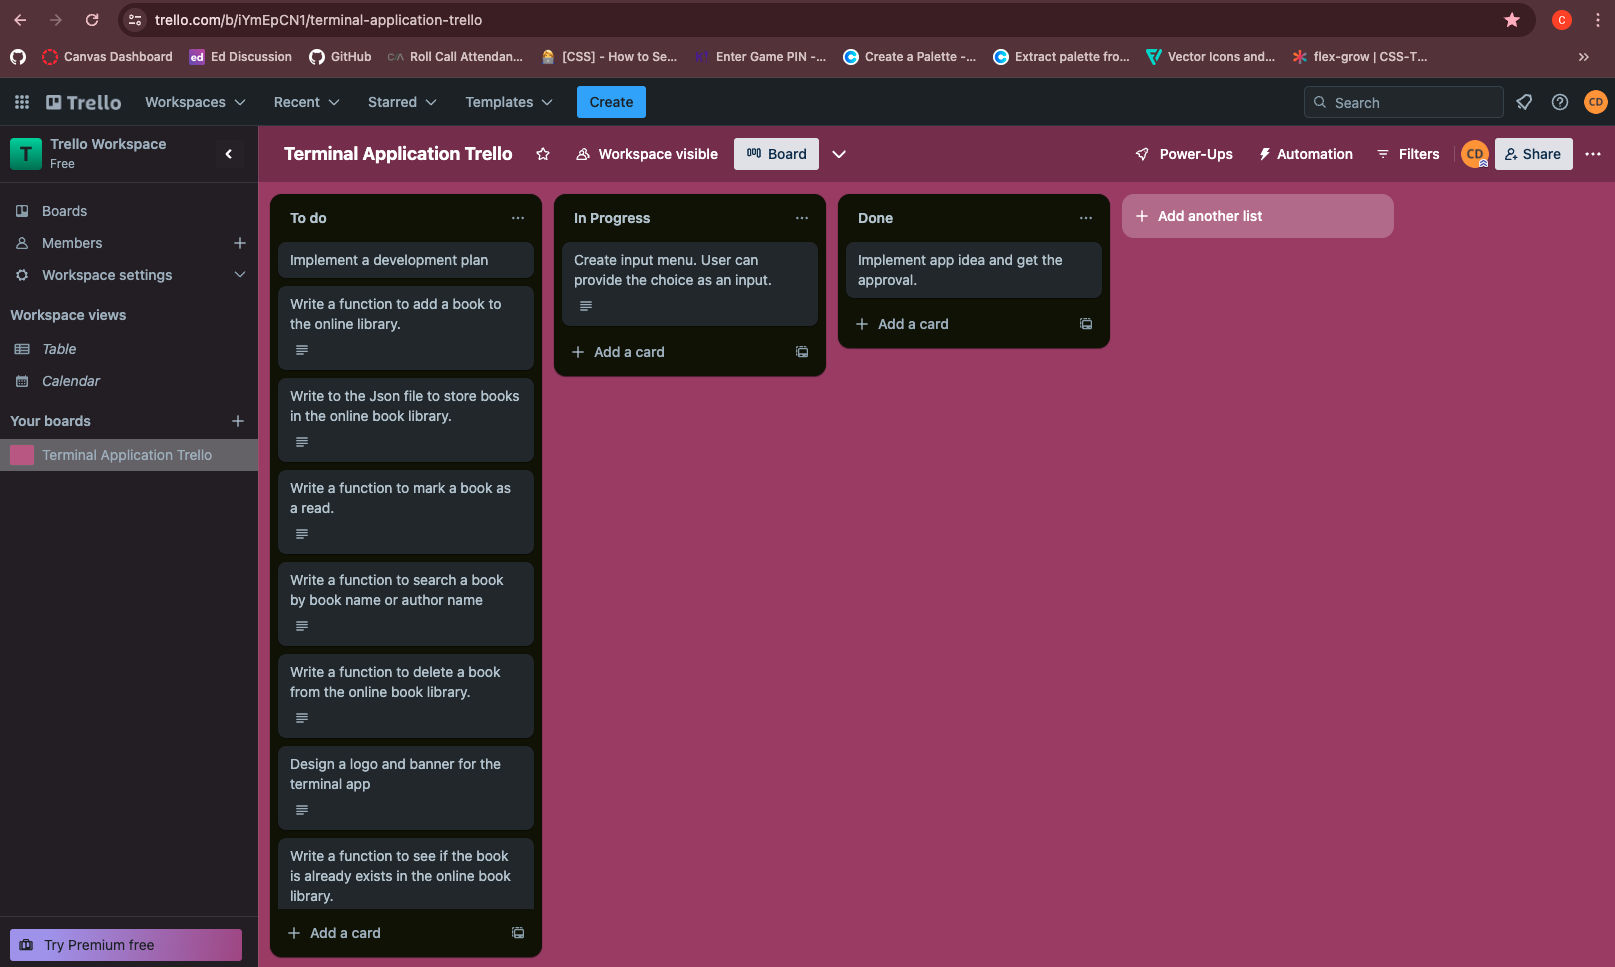 trello.com/b/iYmEpCN1/terminal-application-trello
C
Canvas Dashboard
ed Ed Discussion
GitHub
Roll Call Attendan...
[CSS] - How to Se...
Enter Game PIN -...
Create a Palette -...
Extract palette fro...
Vector Icons and...
flex-grow | CSS-T...
Trello
Workspaces
Recent
Starred
Templates
Create
Search
CD
T
Trello Workspace
Free
Boards
Members
Workspace settings
Workspace views
Table
Calendar
Your boards
Terminal Application Trello
Try Premium free
Terminal Application Trello
Workspace visible
Board
Power-Ups
Automation
Filters
CD
Share
To do
Implement a development plan
Write a function to add a book to
the online library.
Write to the Json file to store books
in the online book library.
Write a function to mark a book as
a read.
Write a function to search a book
by book name or author name
Write a function to delete a book
from the online book library.
Design a logo and banner for the
terminal app
Write a function to see if the book
is already exists in the online book
library.
Add a card
In Progress
Create input menu. User can
provide the choice as an input.
Add a card
Done
Implement app idea and get the
approval.
Add a card
Add another list